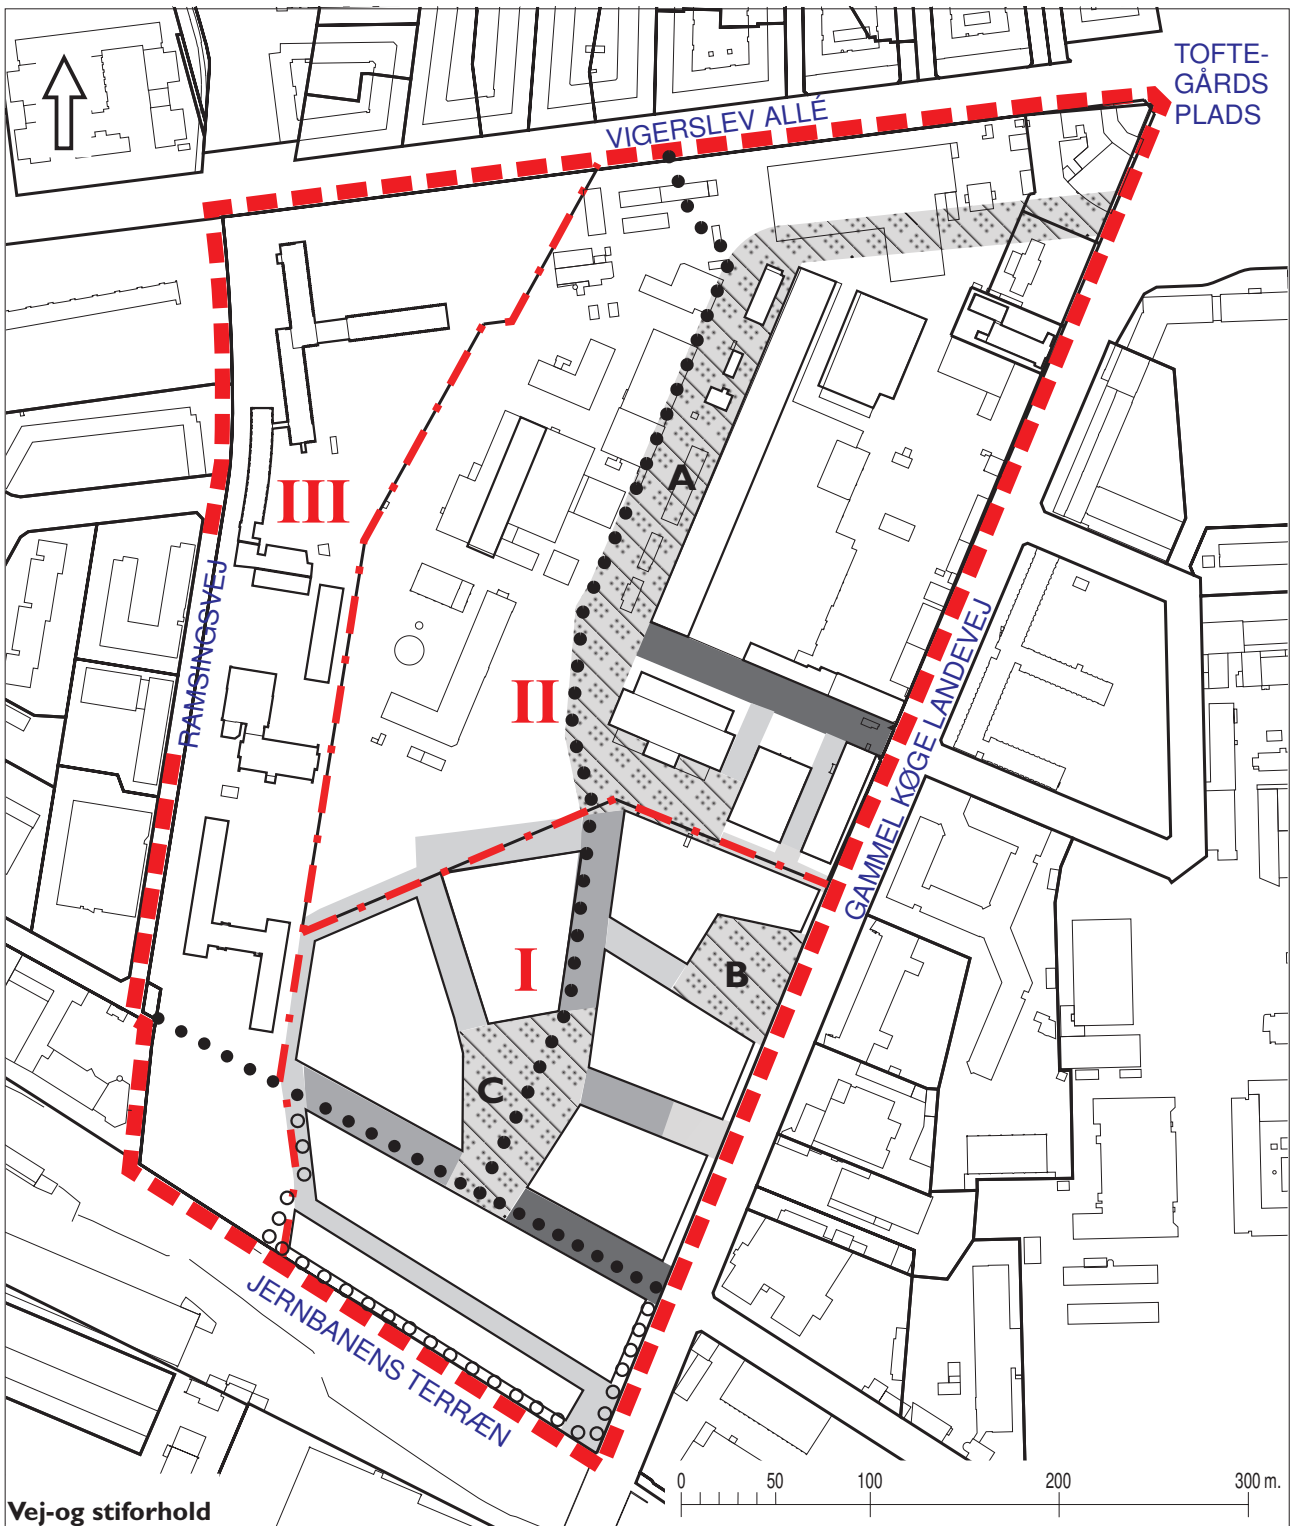 TOFTE-
GÅRDS
PLADS
VIGERSLEV ALLÉ
A
III
RAMSINGSVEJ
II
GAMMEL KØGE LANDEVEJ
I
B
C
JERNBANENS TERRÆN
0 50 100 200 300 m.
Vej-og stiforhold